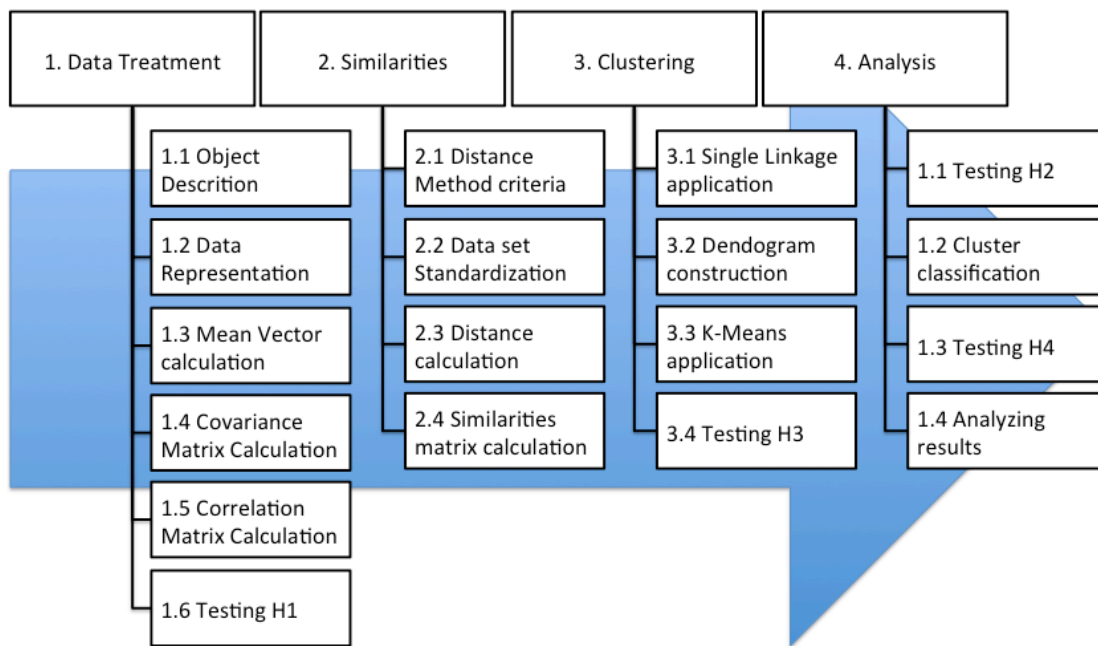 1. Data Treatment
1.1 Object
Descrition
1.2 Data
Representation
1.3 Mean Vector
calculation
1.4 Covariance
Matrix Calculation
1.5 Correlation
Matrix Calculation
1.6 Testing H1
2. Similarities
2.1 Distance
Method criteria
2.2 Data set
Standardization
2.3 Distance
calculation
2.4 Similarities
matrix calculation
3. Clustering
3.1 Single Linkage
application
3.2 Dendogram
construction
3.3 K-Means
application
3.4 Testing H3
4. Analysis
1.1 Testing H2
1.2 Cluster
classification
1.3 Testing H4
1.4 Analyzing
results